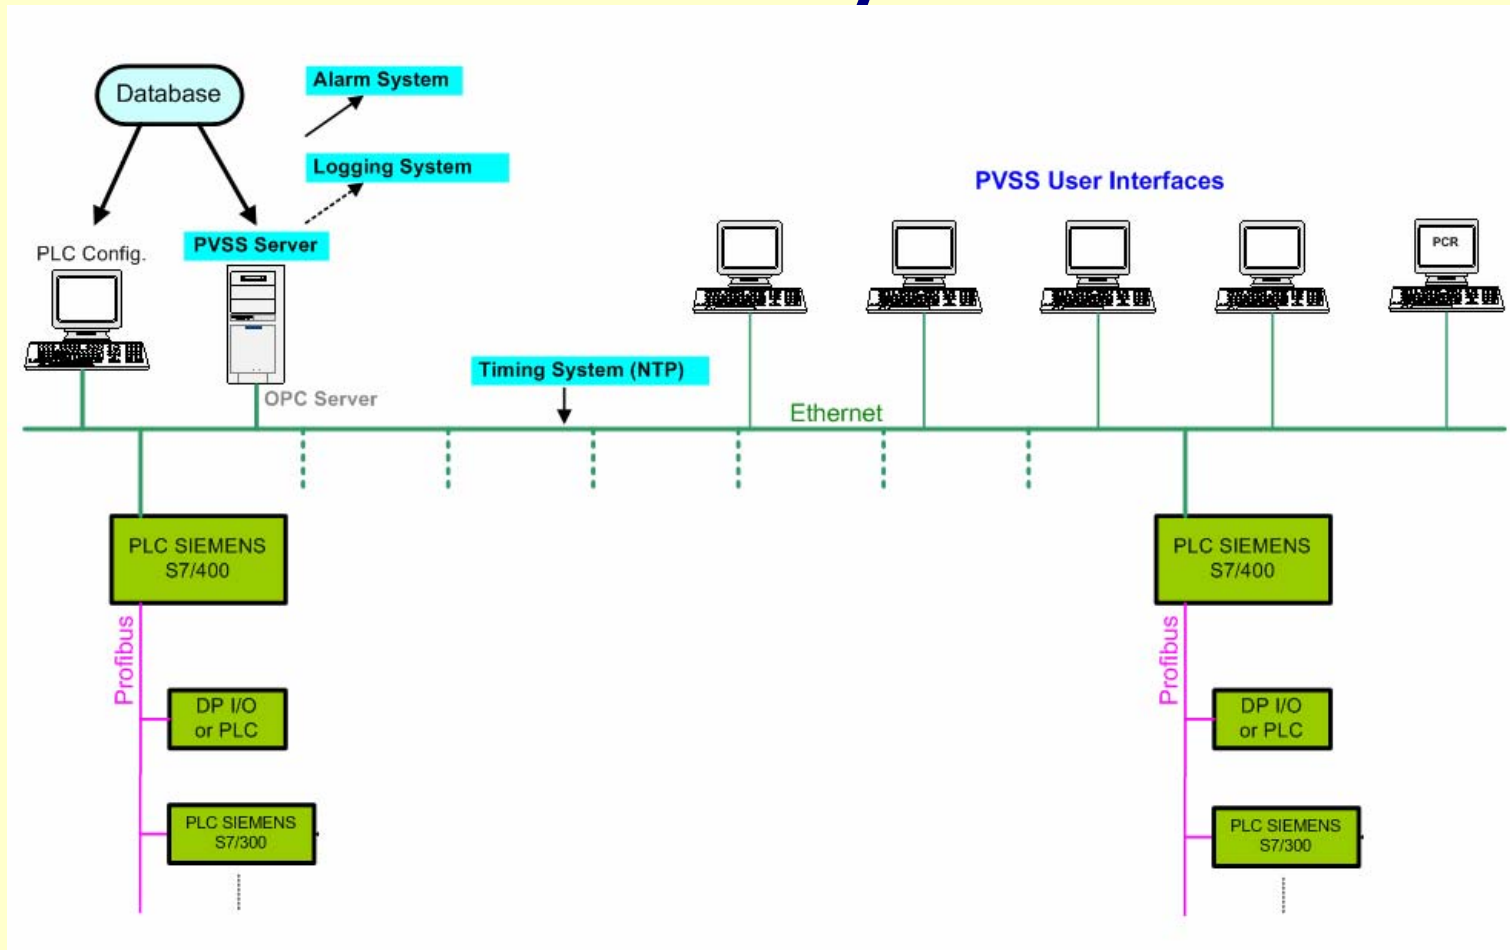 Database
Alarm System
Logging System
PVSS User Interfaces
PLC Config.
PVSS Server
PCR
Timing System (NTP)
OPC Server
Ethernet
PLC SIEMENS
S7/400
PLC SIEMENS
S7/400
Profibus
Profibus
DP I/O
or PLC
DP I/O
or PLC
PLC SIEMENS
S7/300
PLC SIEMENS
S7/300